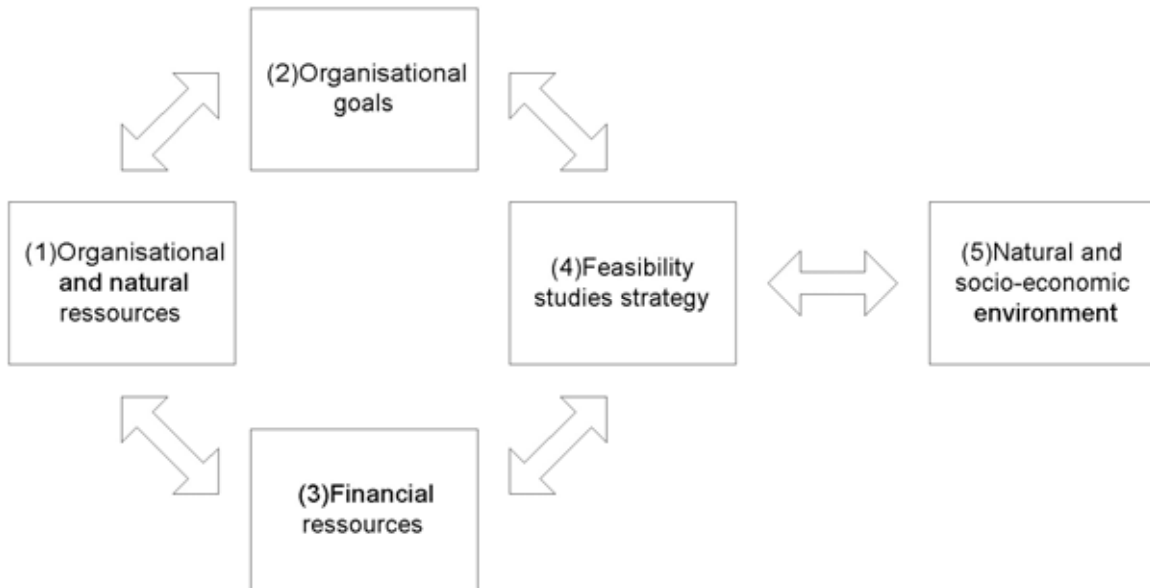 (2)Organisational
goals
(1)Organisational
and natural
ressources
(4)Feasibility
studies strategy
(5)Natural and
socio-economic
environment
(3)Financial
ressources